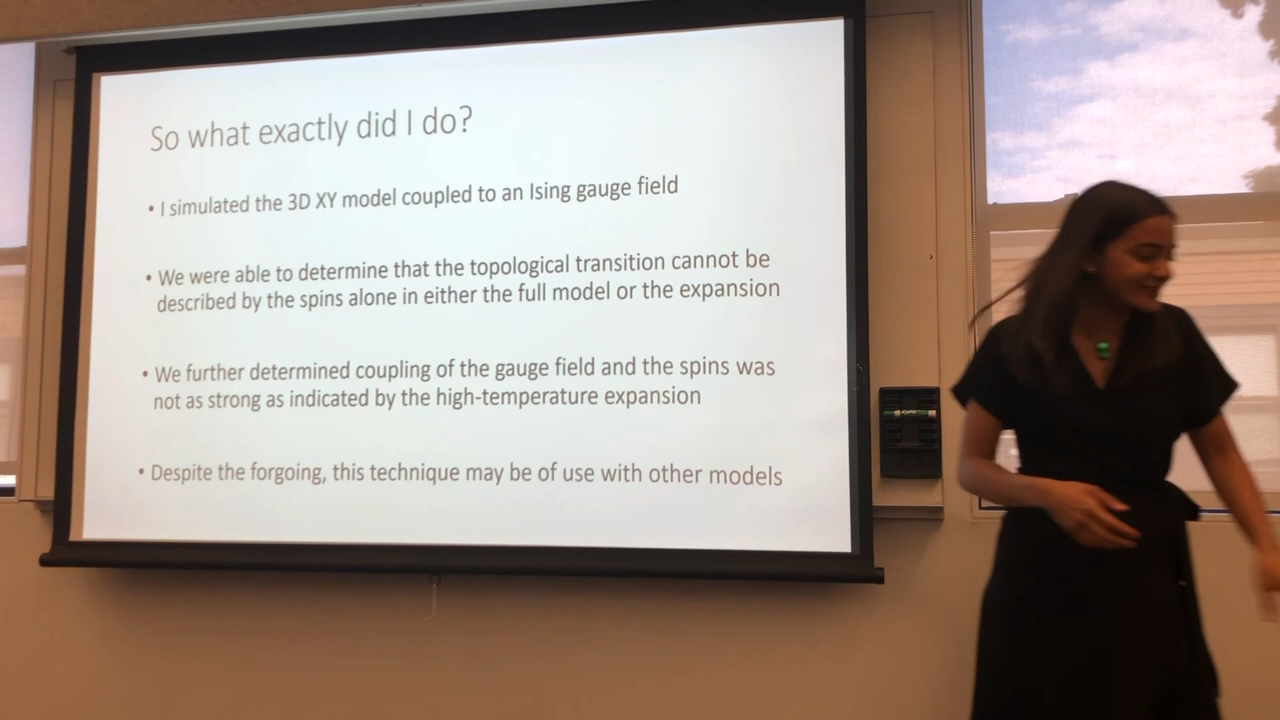 So what exactly did I do?
• I simulated the 3D XY model coupled to an Ising gauge field
• We were able to determine that the topological transition cannot be
described by the spins alone in either the full model or the expansion
• We further determined coupling of the gauge field and the spins was
not as strong as indicated by the high-temperature expansion
• Despite the forgoing, this technique may be of use with other models